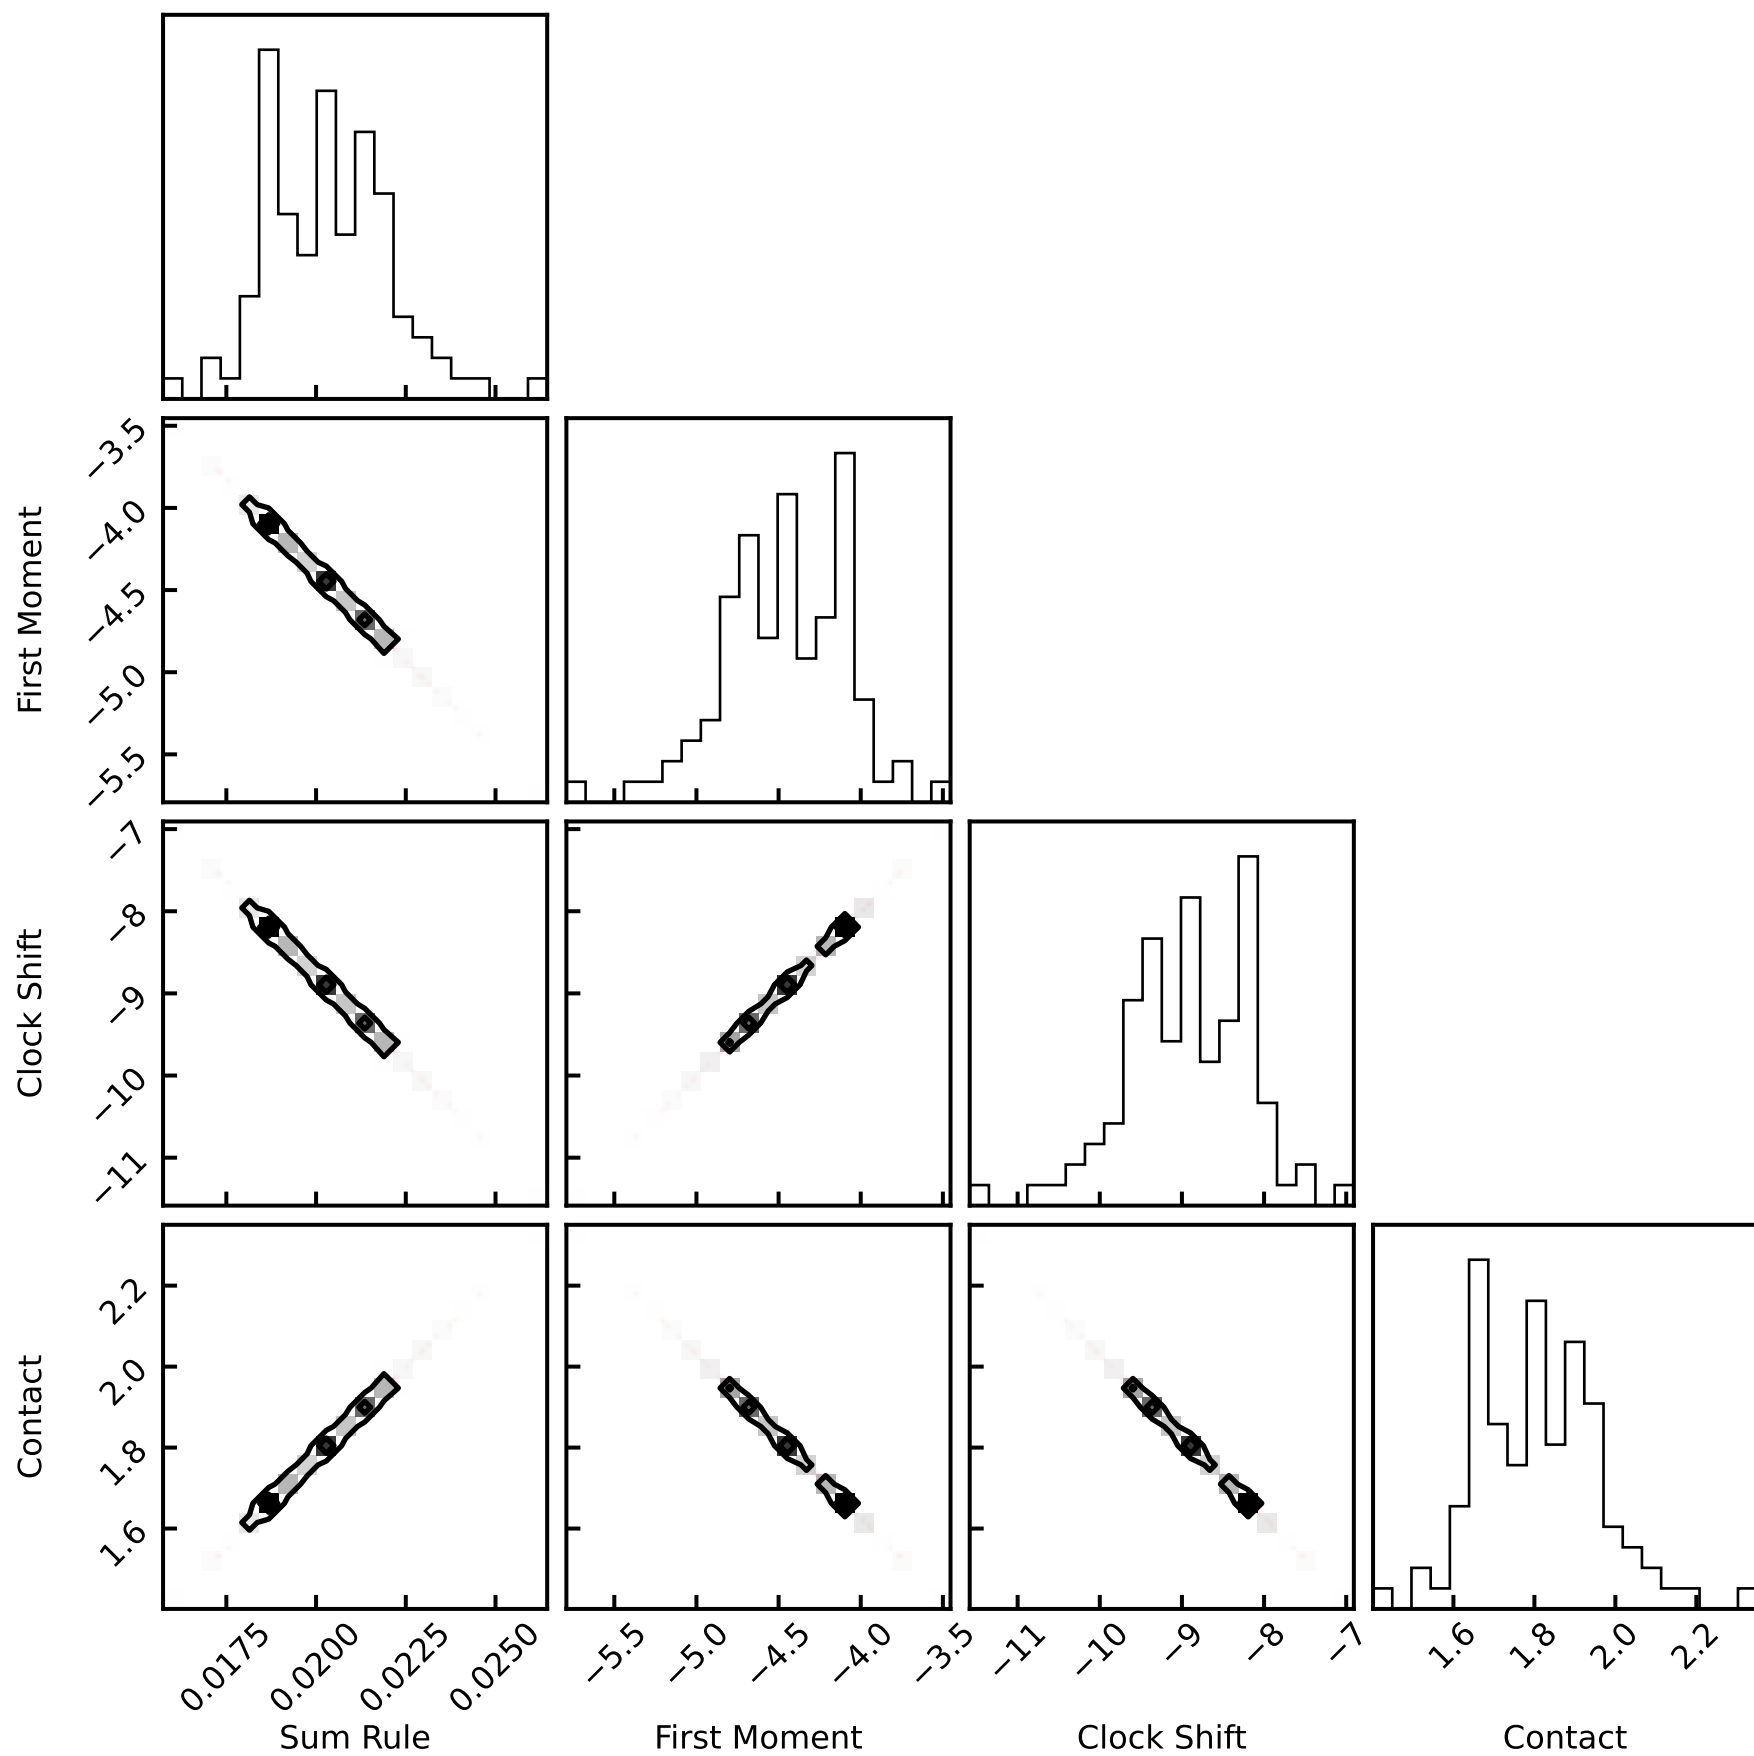 −3.5
−4.0
−4.5
−5.0
−5.5
First Moment
−7
−8
−9
−10
−11
Clock Shift
2.2
2.0
1.8
1.6
Contact
0.0175 0.0200 0.0225 0.0250
−5.5 −5.0 −4.5 −4.0 −3.5
−11 −10 −9 −8 −7
1.6 1.8 2.0 2.2
Sum Rule First Moment Clock Shift Contact